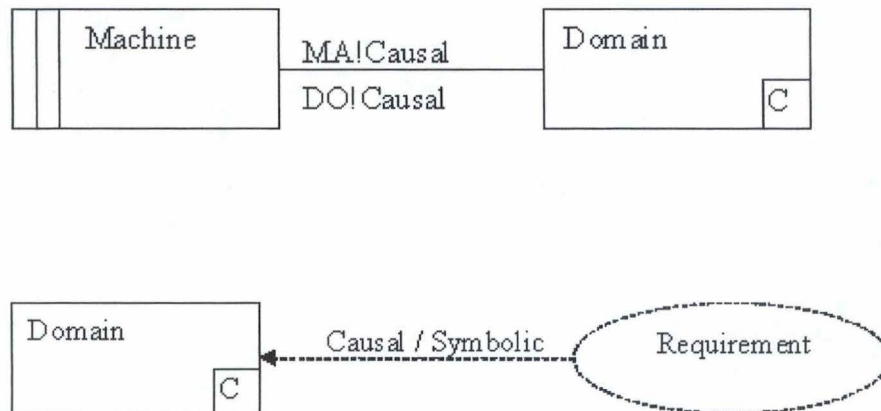 Machine
MA!Causal
DO!Causal
Domain
C
Domain
C
Causal / Symbolic
Requirement